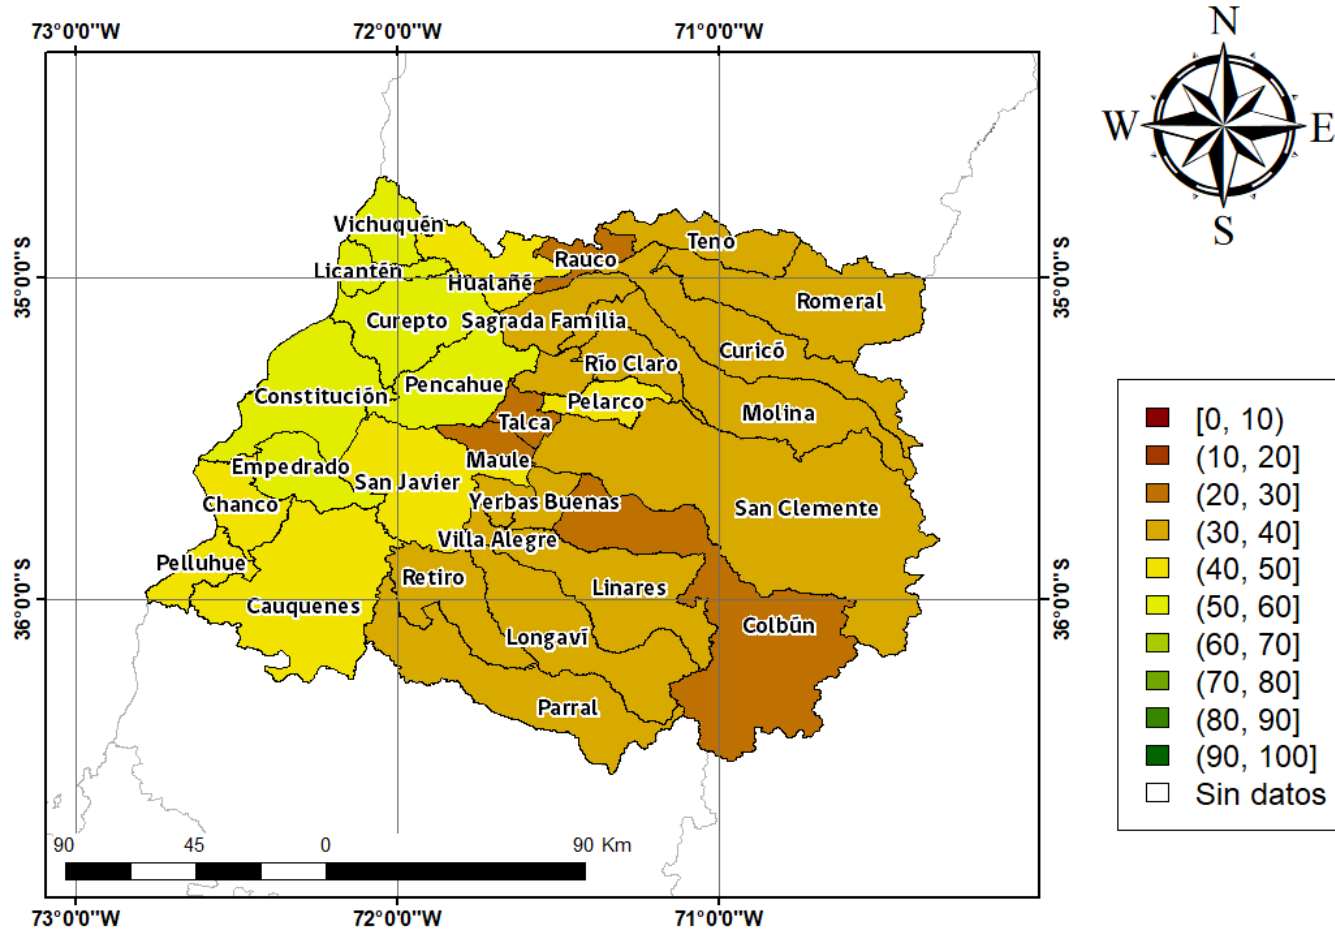 73°0'0"W 72°0'0"W 71°0'0"W
N
W E
S
Vichuquén
Teno
35°0'0"S
Rauco
35°0'0"S
Licantén
Hualañé
Romeral
Curepto
Sagrada Familia
Curicó
Río Claro
Pencahue
Constitución
Pelarco
Molina
Talca
Maule
Empedrado
San Javier
Chanco
Yerbas Buenas
San Clemente
Villa Alegre
Pelluhue
Retiro
Linares
Cauquenes
36°0'0"S
36°0'0"S
Colbún
Longaví
Parral
[0, 10)
(10, 20]
(20, 30]
(30, 40]
(40, 50]
(50, 60]
(60, 70]
(70, 80]
(80, 90]
(90, 100]
Sin datos
90 45 0 90 Km
73°0'0"W 72°0'0"W 71°0'0"W